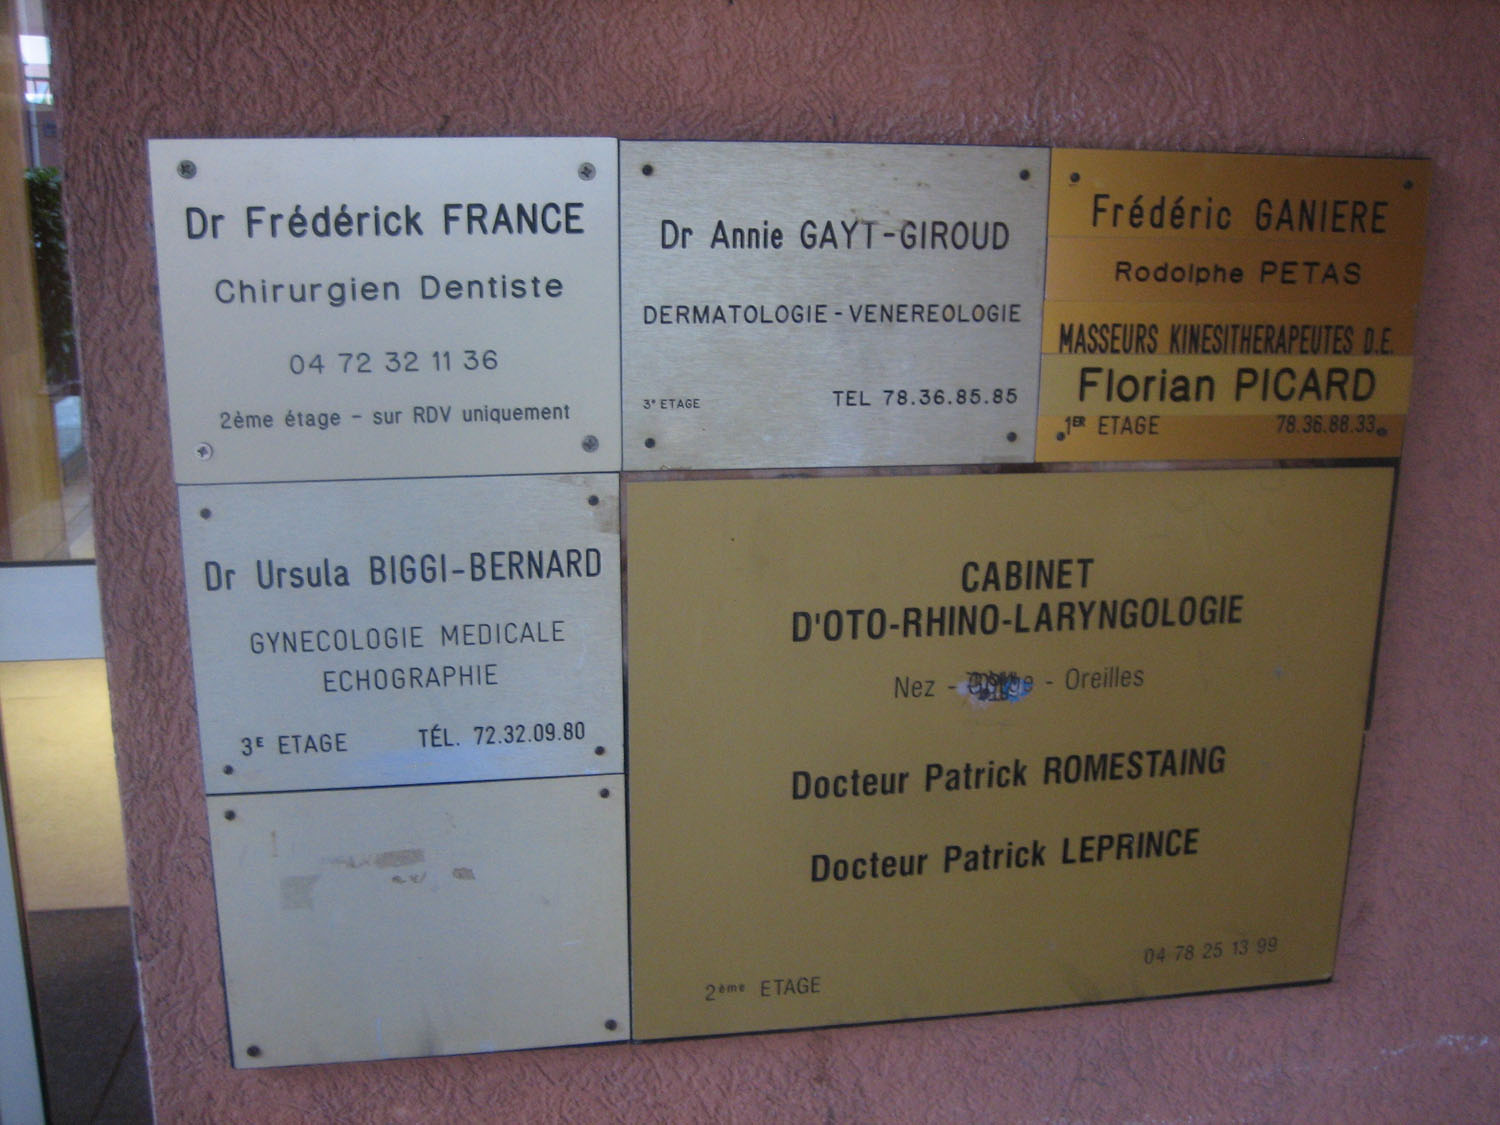 Dr Frédérick FRANCE
Chirurgien Dentiste
04 72 32 11 36
2ème étage - sur RDV uniquement
Dr Annie GAYT-GIROUD
DERMATOLOGIE - VENEREOLOGIE
3° ETAGE TEL 78.36.85.85
Frédéric GANIERE
Rodolphe PETAS
MASSEURS KINESITHERAPEUTES D.E.
Florian PICARD
1ER ETAGE 78.36.88.33
Dr Ursula BIGGI-BERNARD
GYNECOLOGIE MEDICALE
ECHOGRAPHIE
3E ETAGE TÉL. 72.32.09.80
CABINET
D'OTO-RHINO-LARYNGOLOGIE
Nez - - Oreilles
Docteur Patrick ROMESTAING
Docteur Patrick LEPRINCE
2ème ETAGE 04 78 25 13 99